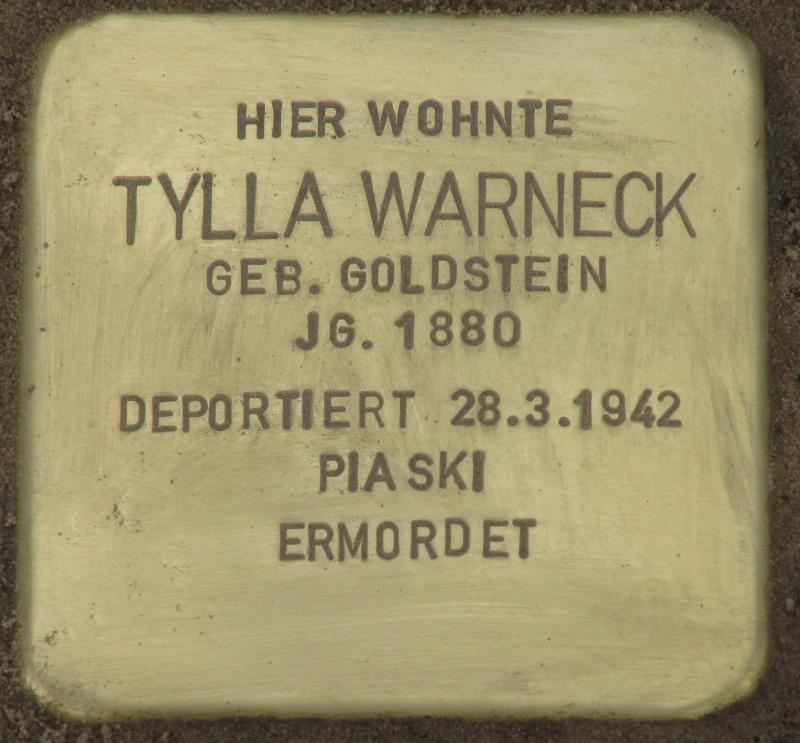 HIER WOHNTE
TYLLA WARNECK
GEB. GOLDSTEIN
JG. 1880
DEPORTIERT 28.3.1942
PIASKI
ERMORDET